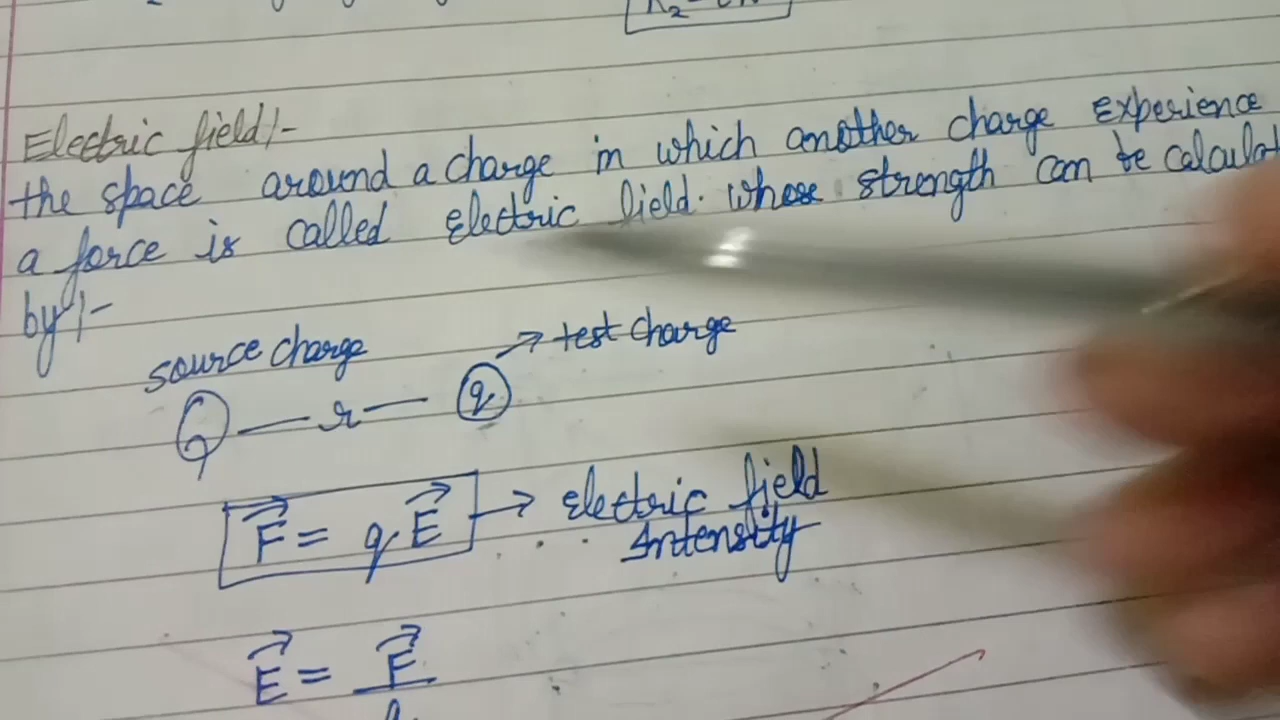 Electric field:-
the space around a charge in which another charge experience
a force is called electric field. whose strength can be
by:-
source charge
→ test charge
Q — r — q
F = qE → Electric field
Intensity
E = F